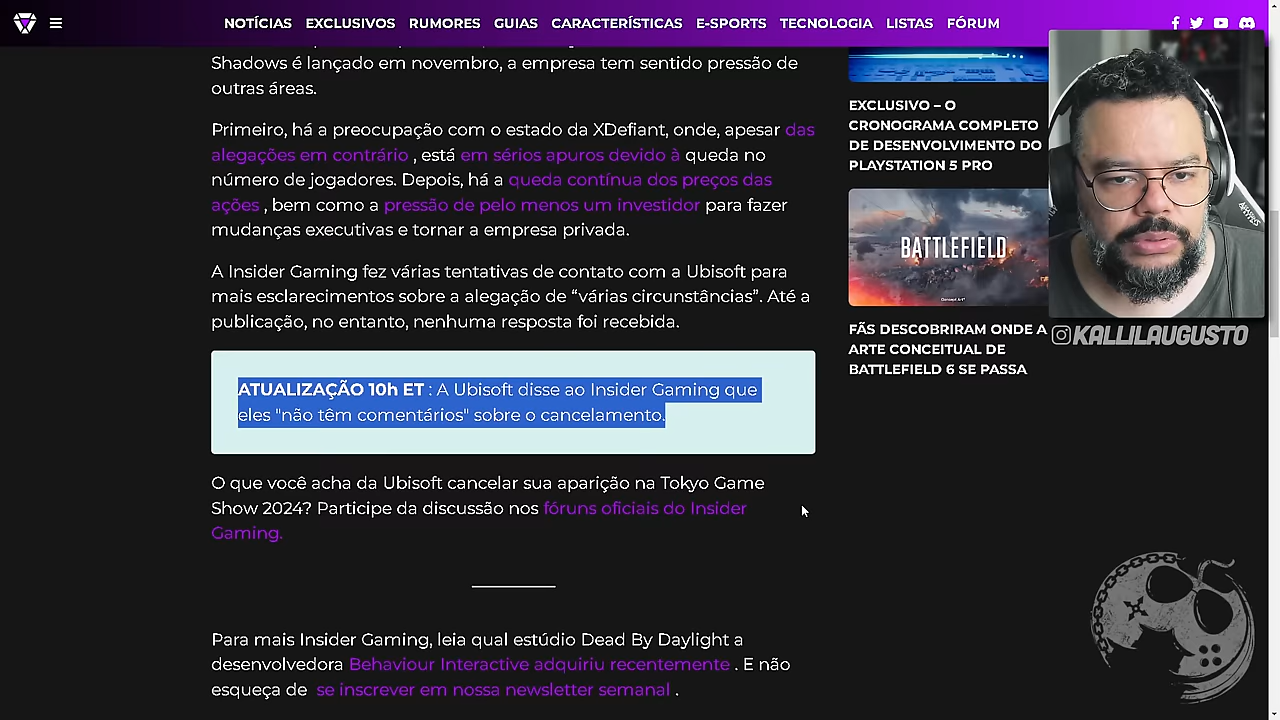 NOTÍCIAS EXCLUSIVOS RUMORES GUIAS CARACTERÍSTICAS E-SPORTS TECNOLOGIA LISTAS FÓRUM
Shadows é lançado em novembro, a empresa tem sentido pressão de
outras áreas.
Primeiro, há a preocupação com o estado da XDefiant, onde, apesar das
alegações em contrário , está em sérios apuros devido à queda no
número de jogadores. Depois, há a queda contínua dos preços das
ações , bem como a pressão de pelo menos um investidor para fazer
mudanças executivas e tornar a empresa privada.
A Insider Gaming fez várias tentativas de contato com a Ubisoft para
mais esclarecimentos sobre a alegação de “várias circunstâncias”. Até a
publicação, no entanto, nenhuma resposta foi recebida.
ATUALIZAÇÃO 10h ET : A Ubisoft disse ao Insider Gaming que
eles "não têm comentários" sobre o cancelamento.
O que você acha da Ubisoft cancelar sua aparição na Tokyo Game
Show 2024? Participe da discussão nos fóruns oficiais do Insider
Gaming.
Para mais Insider Gaming, leia qual estúdio Dead By Daylight a
desenvolvedora Behaviour Interactive adquiriu recentemente . E não
esqueça de se inscrever em nossa newsletter semanal .
EXCLUSIVO – O
CRONOGRAMA COMPLETO
DE DESENVOLVIMENTO DO
PLAYSTATION 5 PRO
BATTLEFIELD
Concept Art*
FÃS DESCOBRIRAM ONDE A
ARTE CONCEITUAL DE
BATTLEFIELD 6 SE PASSA
KALLILAUGUSTO